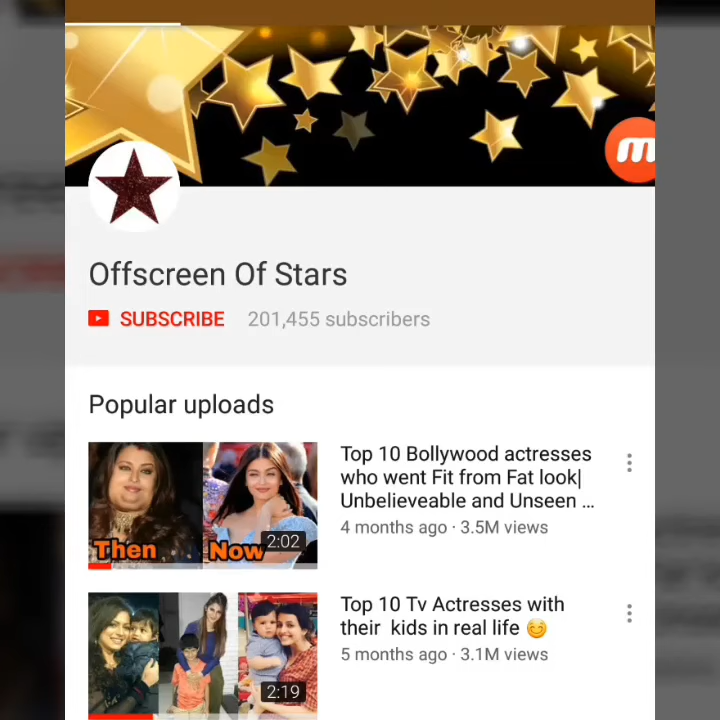 m
Offscreen Of Stars
SUBSCRIBE 201,455 subscribers
Popular uploads
Then Now 2:02
Top 10 Bollywood actresses
who went Fit from Fat look|
Unbelieveable and Unseen ...
4 months ago · 3.5M views
2:19
Top 10 Tv Actresses with
their kids in real life 😊
5 months ago · 3.1M views